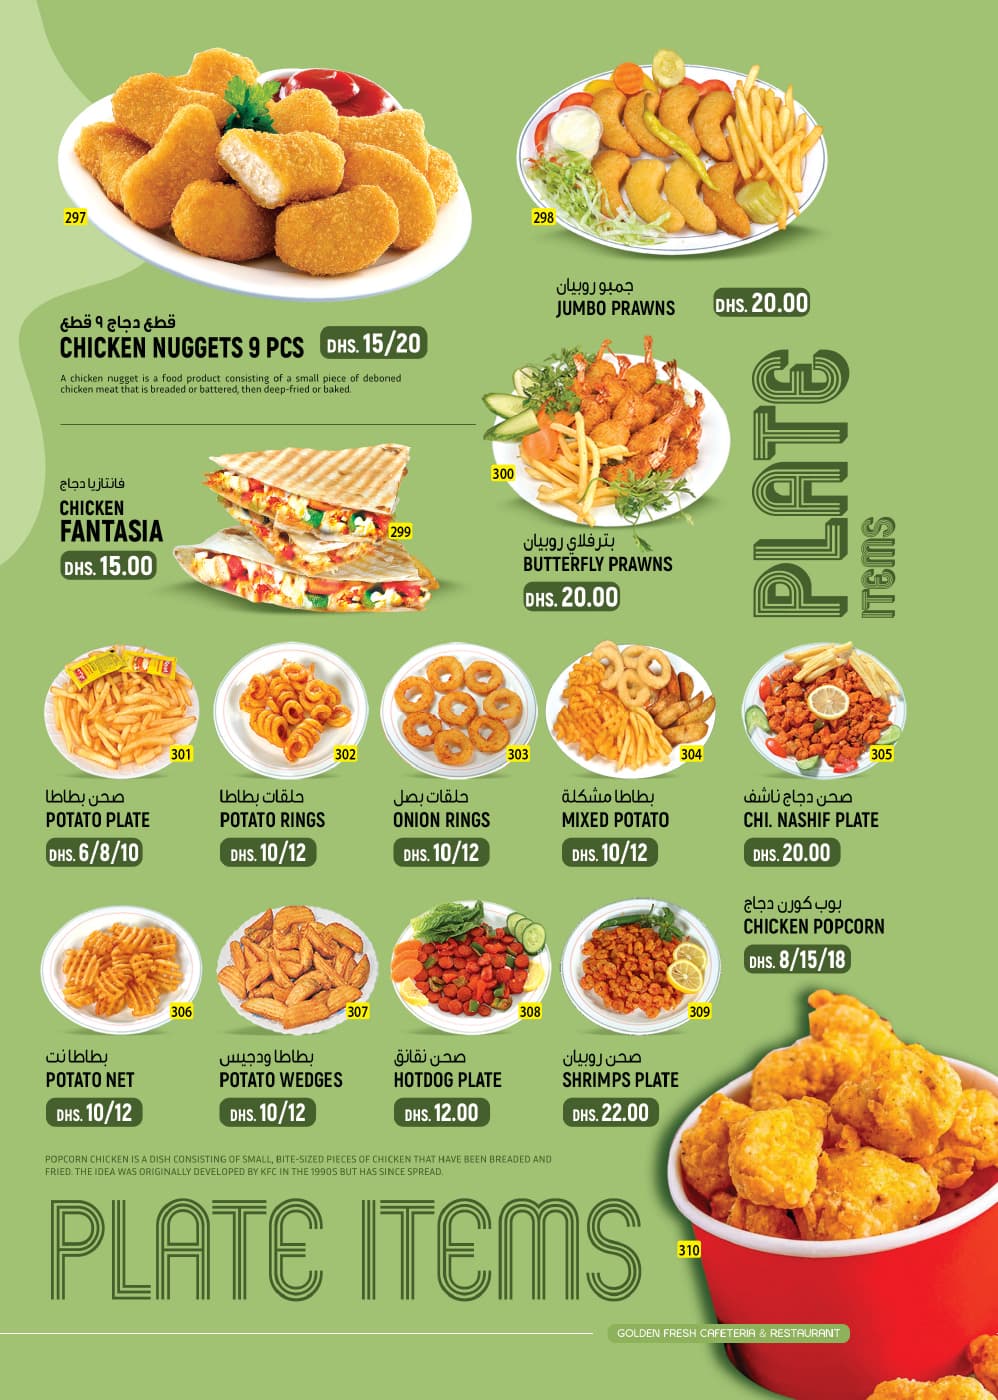 297
قطع دجاج ٩ قطع
CHICKEN NUGGETS 9 PCS
DHS. 15/20
A chicken nugget is a food product consisting of a small piece of deboned
chicken meat that is breaded or battered, then deep-fried or baked.
298
جمبو روبيان
JUMBO PRAWNS
DHS. 20.00
فانتازيا دجاج
CHICKEN
FANTASIA
DHS. 15.00
299
300
بترفلاي روبيان
BUTTERFLY PRAWNS
DHS. 20.00
PLATE
ITEMS
301
صحن بطاطا
POTATO PLATE
DHS. 6/8/10
302
حلقات بطاطا
POTATO RINGS
DHS. 10/12
303
حلقات بصل
ONION RINGS
DHS. 10/12
304
بطاطا مشكلة
MIXED POTATO
DHS. 10/12
305
صحن دجاج ناشف
CHI. NASHIF PLATE
DHS. 20.00
306
بطاطا نت
POTATO NET
DHS. 10/12
307
بطاطا ودجيس
POTATO WEDGES
DHS. 10/12
308
صحن نقانق
HOTDOG PLATE
DHS. 12.00
309
صحن روبيان
SHRIMPS PLATE
DHS. 22.00
بوب كورن دجاج
CHICKEN POPCORN
DHS. 8/15/18
310
POPCORN CHICKEN IS A DISH CONSISTING OF SMALL, BITE-SIZED PIECES OF CHICKEN THAT HAVE BEEN BREADED AND
FRIED. THE IDEA WAS ORIGINALLY DEVELOPED BY KFC IN THE 1990S BUT HAS SINCE SPREAD.
PLATE ITEMS
GOLDEN FRESH CAFETERIA & RESTAURANT